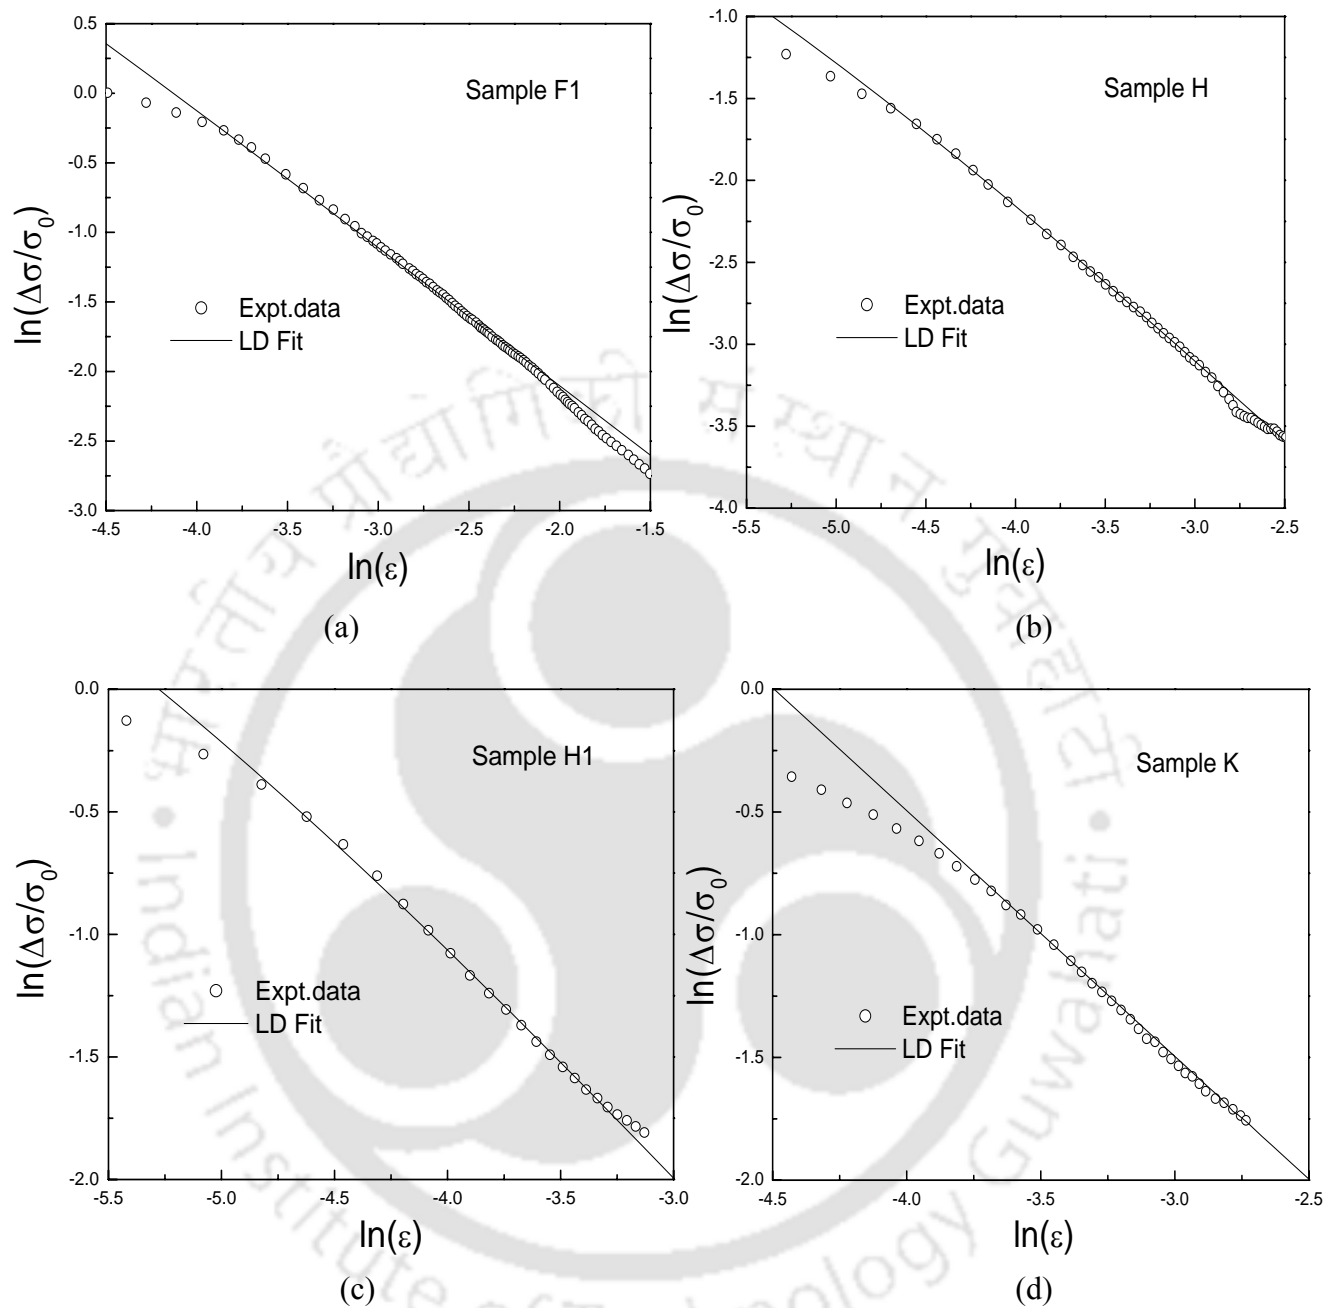 Sample F1
Expt.data
LD Fit
ln(Δσ/σ₀)
0.5
0.0
-0.5
-1.0
-1.5
-2.0
-2.5
-3.0
-4.5 -4.0 -3.5 -3.0 -2.5 -2.0 -1.5
ln(ε)
(a)
Sample H
Expt.data
LD Fit
ln(Δσ/σ₀)
-1.0
-1.5
-2.0
-2.5
-3.0
-3.5
-4.0
-5.5 -5.0 -4.5 -4.0 -3.5 -3.0 -2.5
ln(ε)
(b)
Sample H1
Expt.data
LD Fit
ln(Δσ/σ₀)
0.0
-0.5
-1.0
-1.5
-2.0
-5.5 -5.0 -4.5 -4.0 -3.5 -3.0
ln(ε)
(c)
Sample K
Expt.data
LD Fit
ln(Δσ/σ₀)
0.0
-0.5
-1.0
-1.5
-2.0
-4.5 -4.0 -3.5 -3.0 -2.5
ln(ε)
(d)
Indian Institute of Technology Guwahati